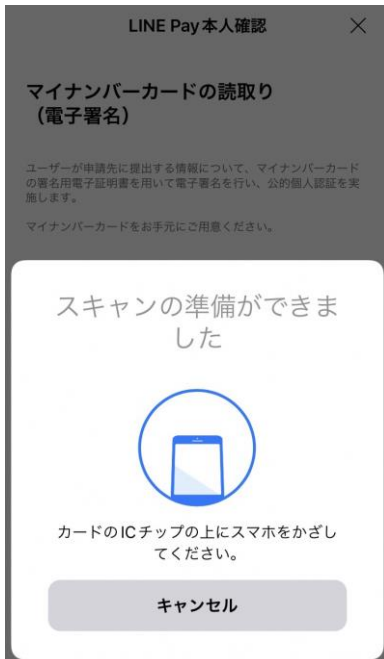 LINE Pay本人確認
マイナンバーカードの読取り
（電子署名）
ユーザーが申請先に提出する情報について、マイナンバーカード
の署名用電子証明書を用いて電子署名を行い、公的個人認証を実
施します。
マイナンバーカードをお手元にご用意ください。
スキャンの準備ができま
した
カードのICチップの上にスマホをかざし
てください。
キャンセル